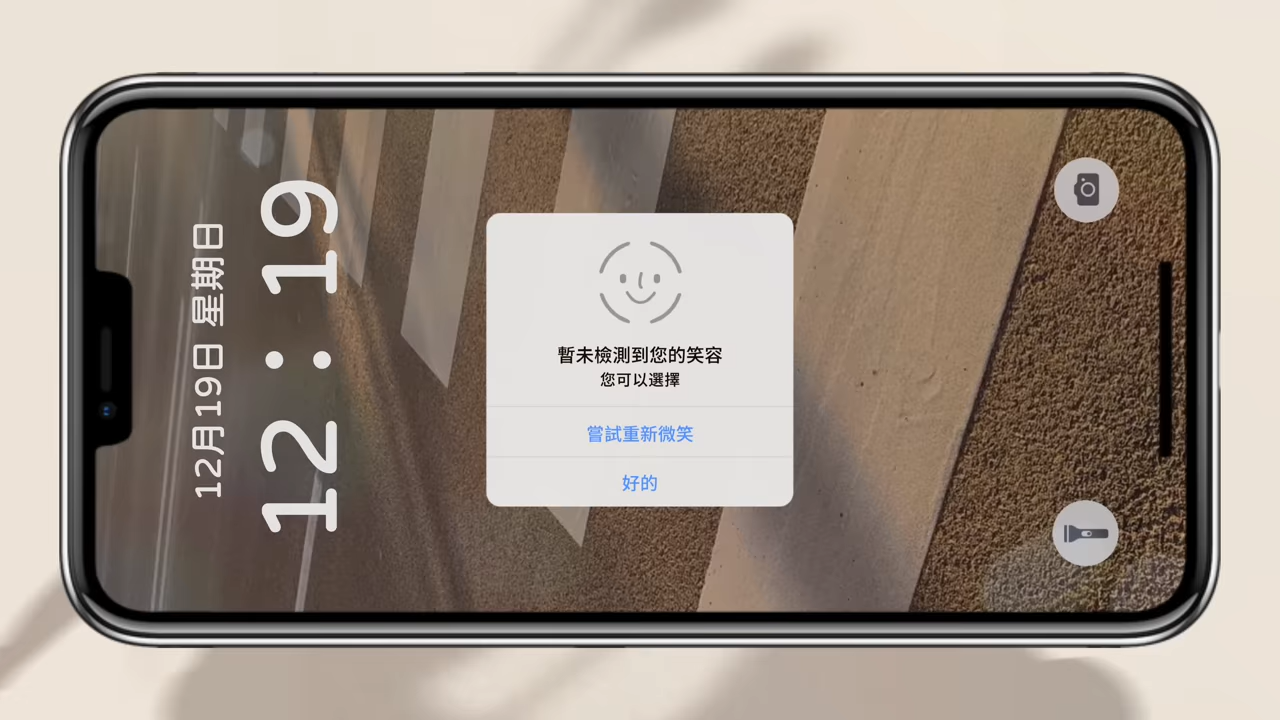 12月19日 星期日
12：19
暫未檢測到您的笑容
您可以選擇
嘗試重新微笑
好的